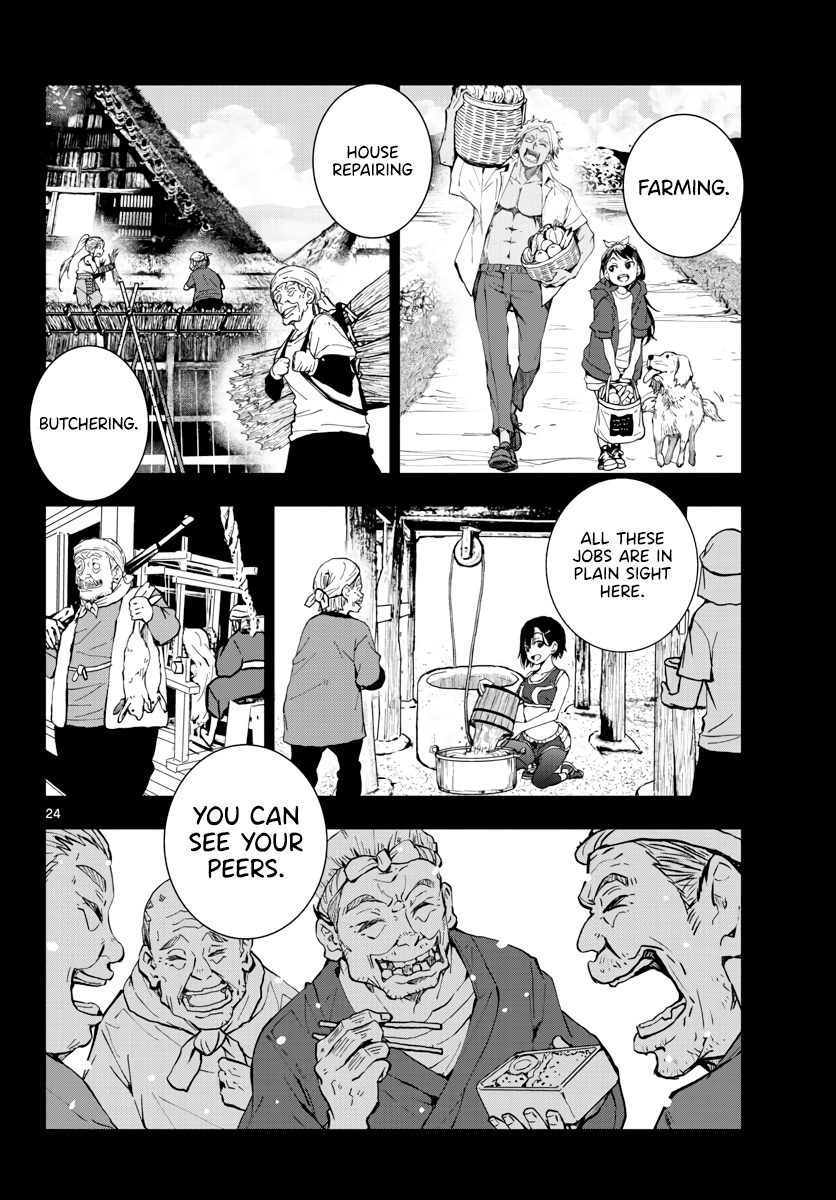 FARMING.
HOUSE
REPAIRING
BUTCHERING.
ALL THESE
JOBS ARE IN
PLAIN SIGHT
HERE.
YOU CAN
SEE YOUR
PEERS.
24